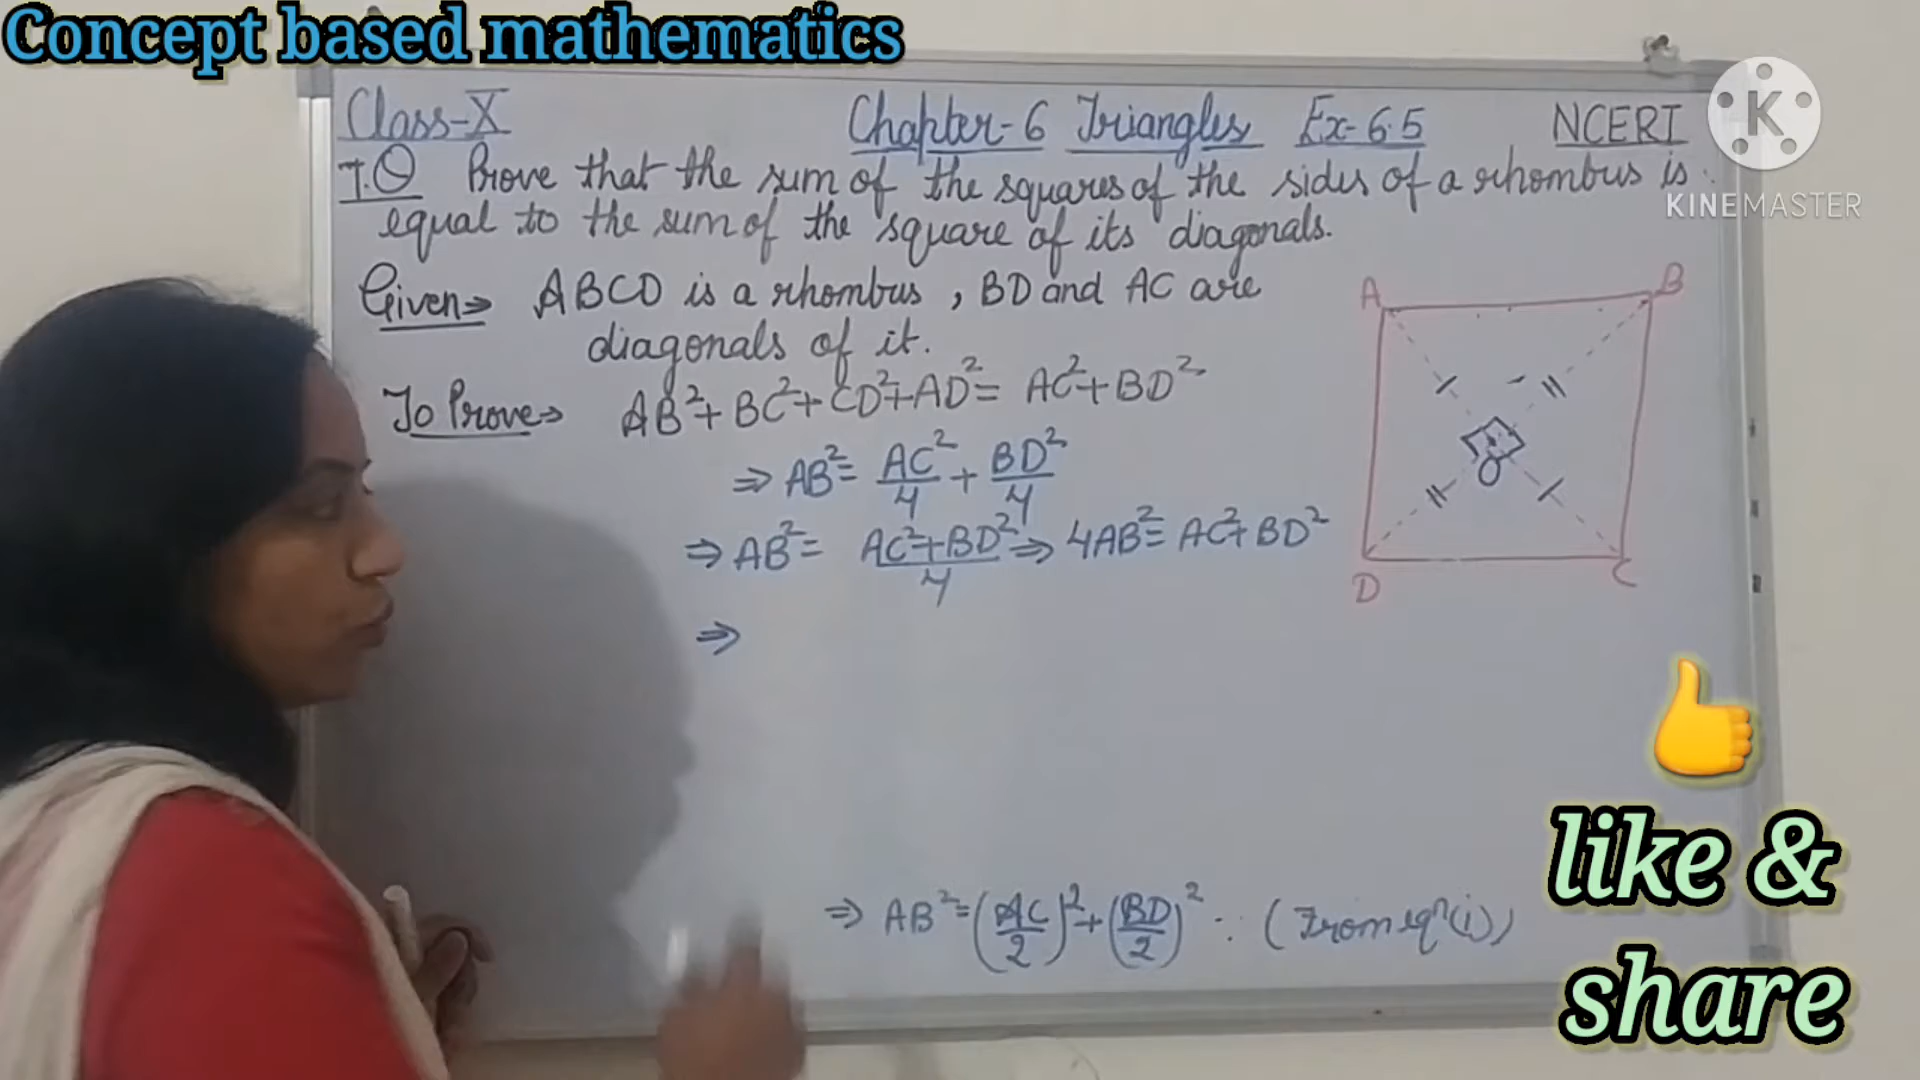 Concept based mathematics
Class-X Chapter-6 Triangles Ex-6.5 NCERT
7.Q Prove that the sum of the squares of the sides of a rhombus is
equal to the sum of the square of its diagonals.
Given⇒ ABCD is a rhombus, BD and AC are
diagonals of it.
To Prove⇒ AB²+BC²+CD²+AD²= AC²+BD²
⇒ AB²= AC²/4 + BD²/4
⇒ AB²= AC²+BD²/4 ⇒ 4AB²= AC²+BD²
⇒
⇒ AB²=(AC/2)²+(BD/2)² ∴ (From eqⁿ(i))
A B
O
D C
K
KINEMASTER
like &
share